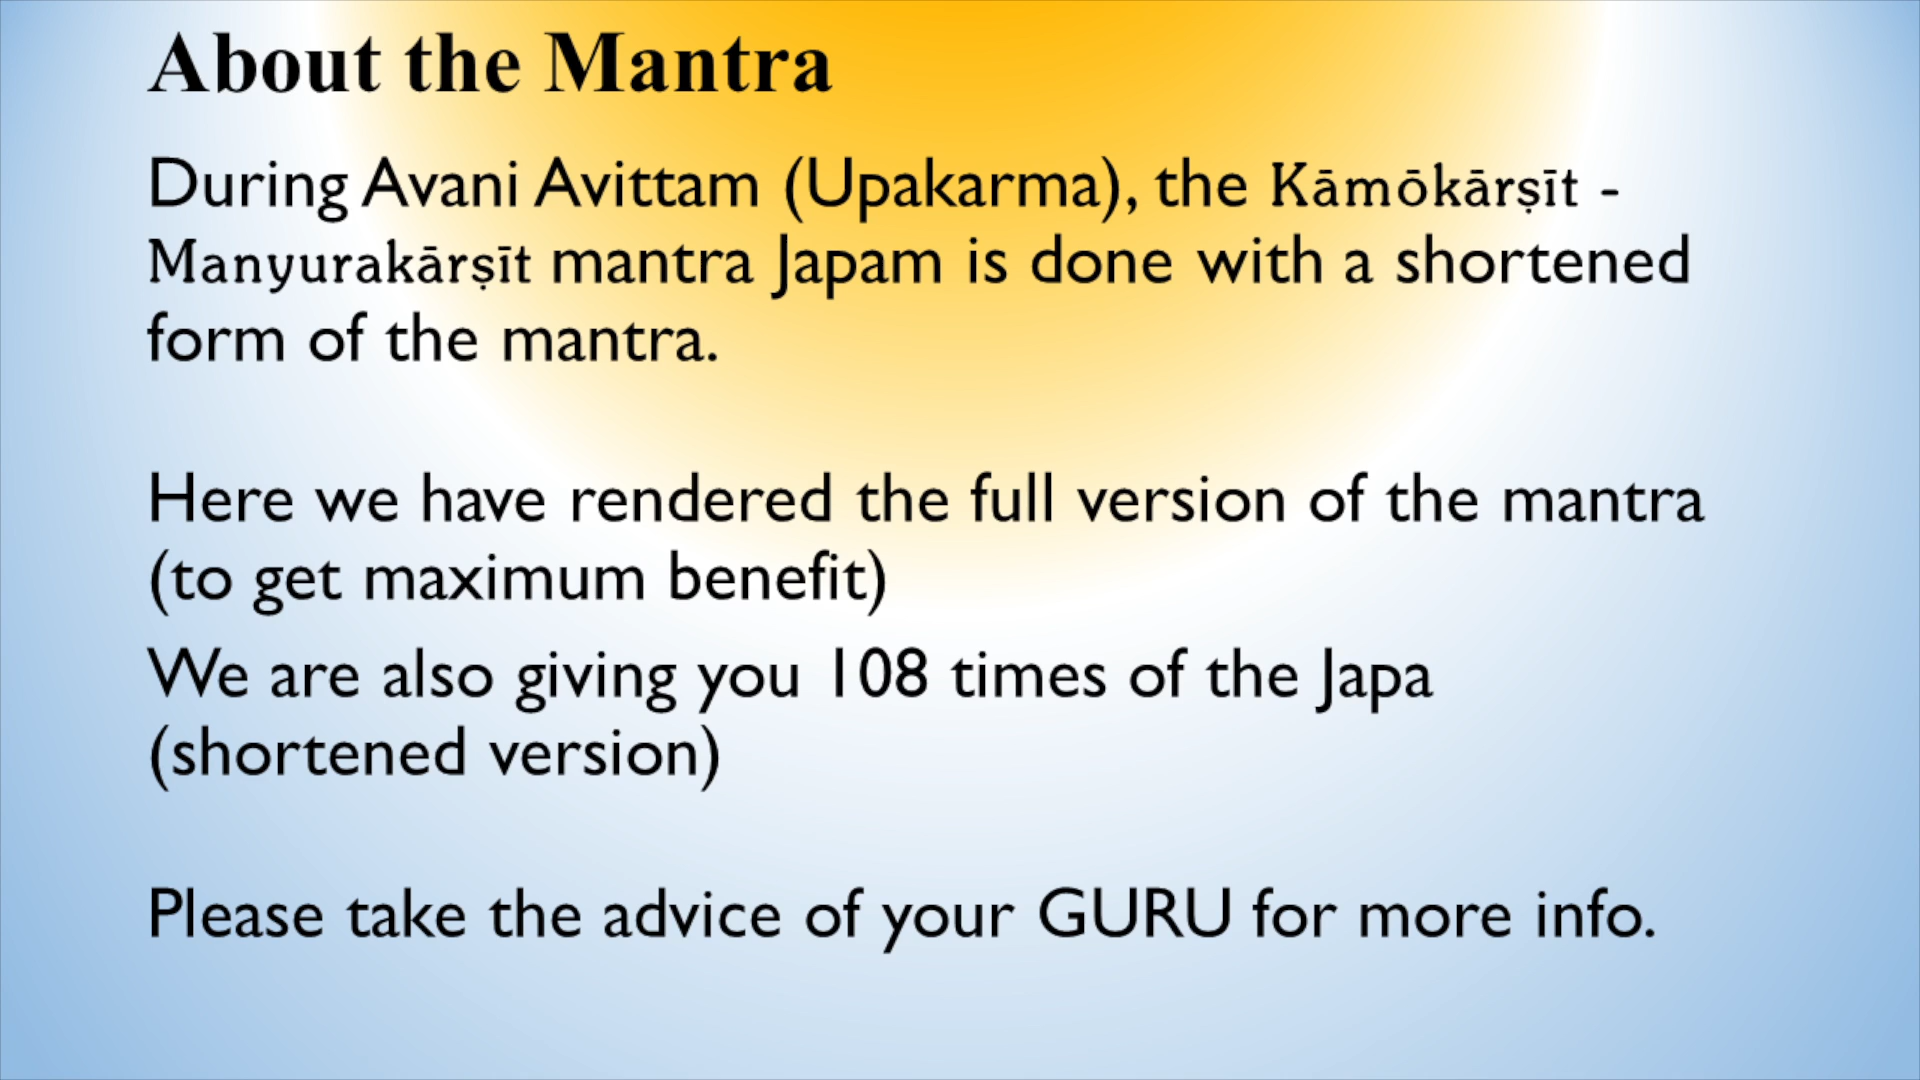 About the Mantra
During Avani Avittam (Upakarma), the Kāmōkārṣīt -
Manyurakārṣīt mantra Japam is done with a shortened
form of the mantra.
Here we have rendered the full version of the mantra
(to get maximum benefit)
We are also giving you 108 times of the Japa
(shortened version)
Please take the advice of your GURU for more info.